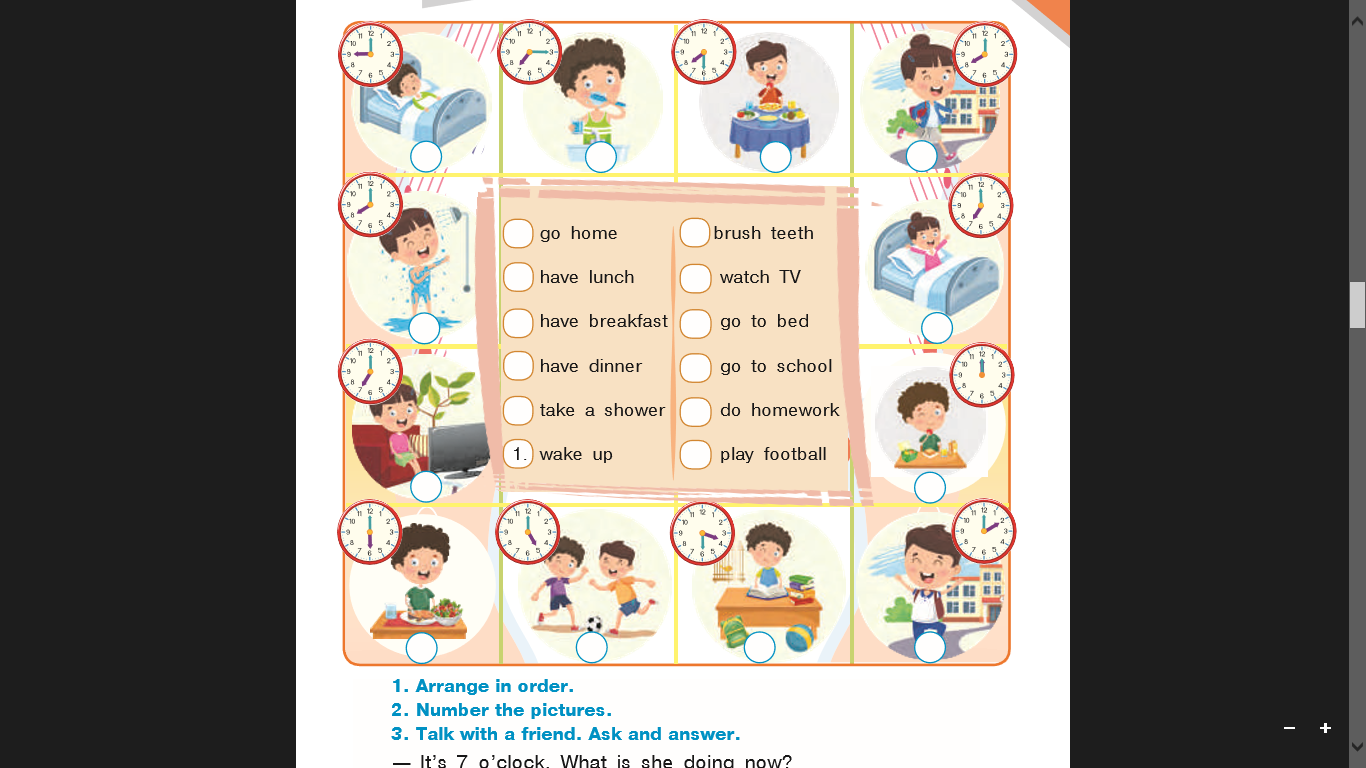 go home
have lunch
have breakfast
have dinner
take a shower
1. wake up
brush teeth
watch TV
go to bed
go to school
do homework
play football
1. Arrange in order.
2. Number the pictures.
3. Talk with a friend. Ask and answer.
— It's 7 o'clock. What is she doing now?